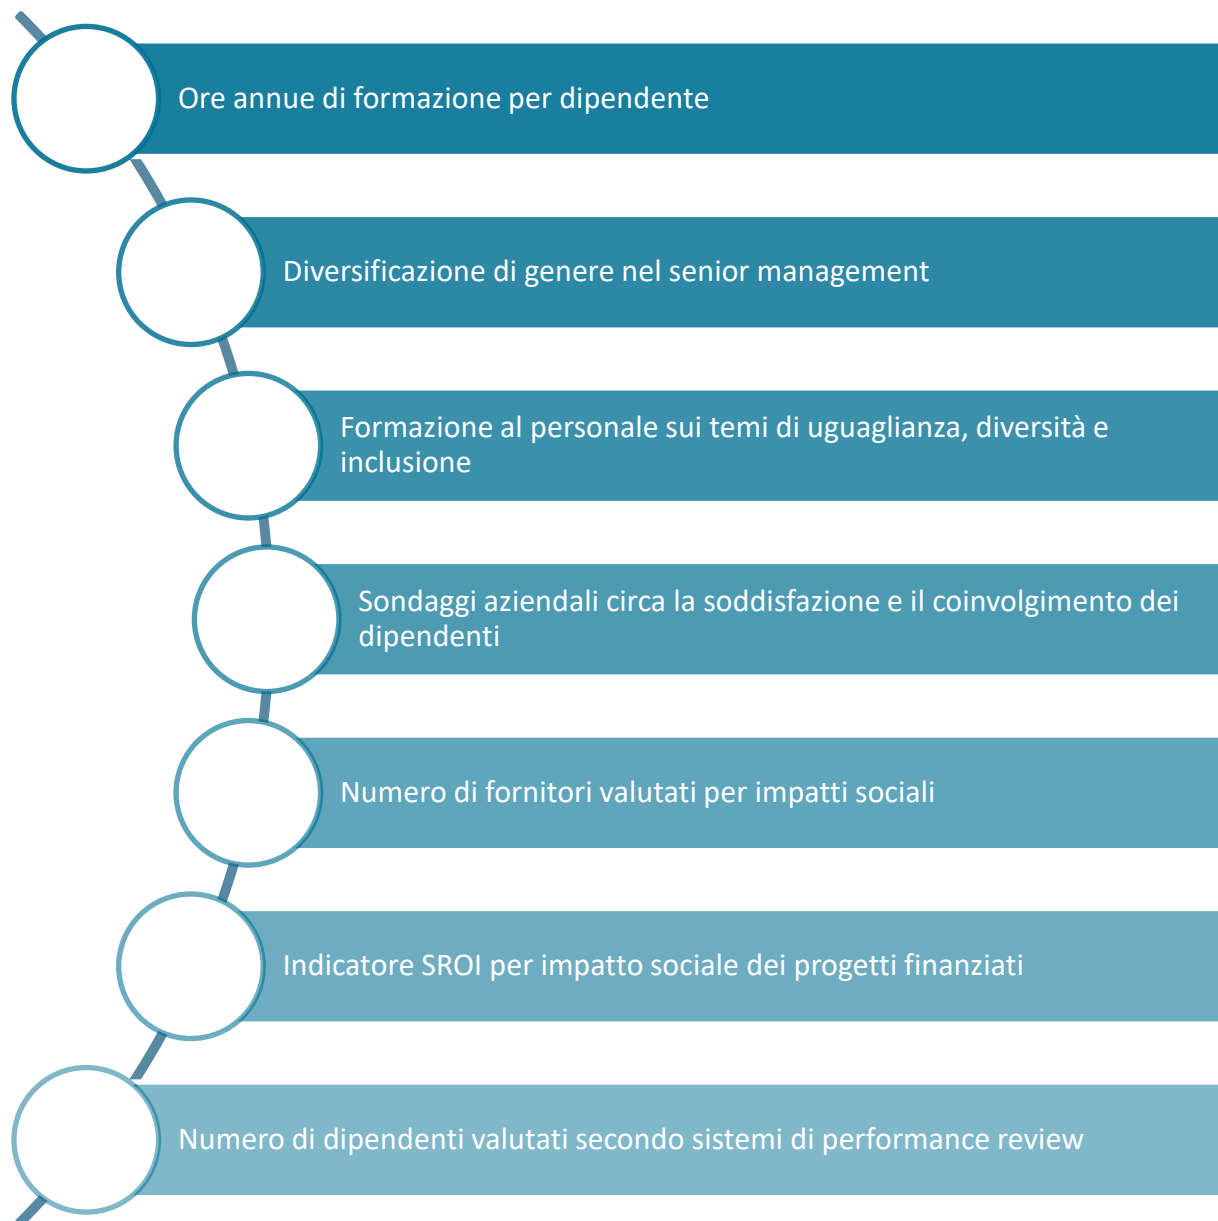 Ore annue di formazione per dipendente
Diversificazione di genere nel senior management
Formazione al personale sui temi di uguaglianza, diversità e
inclusione
Sondaggi aziendali circa la soddisfazione e il coinvolgimento dei
dipendenti
Numero di fornitori valutati per impatti sociali
Indicatore SROI per impatto sociale dei progetti finanziati
Numero di dipendenti valutati secondo sistemi di performance review